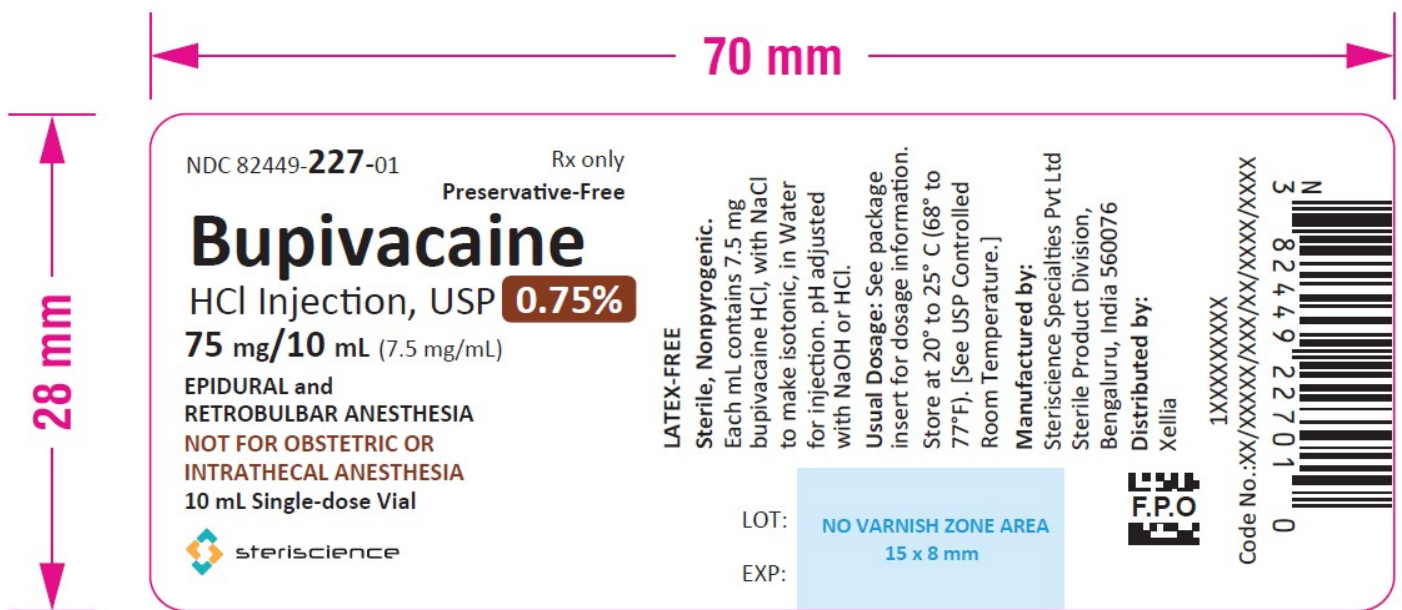 70 mm
28 mm
NDC 82449-227-01
Rx only
Preservative-Free
Bupivacaine
HCl Injection, USP 0.75%
75 mg/10 mL (7.5 mg/mL)
EPIDURAL and
RETROBULBAR ANESTHESIA
NOT FOR OBSTETRIC OR
INTRATHECAL ANESTHESIA
10 mL Single-dose Vial
steriscience
LATEX-FREE
Sterile, Nonpyrogenic.
Each mL contains 7.5 mg
bupivacaine HCl, with NaCl
to make isotonic, in Water
for injection. pH adjusted
with NaOH or HCl.
Usual Dosage: See package
insert for dosage information.
Store at 20° to 25° C (68° to
77°F). [See USP Controlled
Room Temperature.]
Manufactured by:
Steriscience Specialties Pvt Ltd
Sterile Product Division,
Bengaluru, India 560076
Distributed by:
Xellia
LOT:
EXP:
NO VARNISH ZONE AREA
15 x 8 mm
F.P.O
1XXXXXXXX
Code No.:XX/XXXXX/XX/XXX/XX/XXXX/XXXX
N
3 82449 22701 0